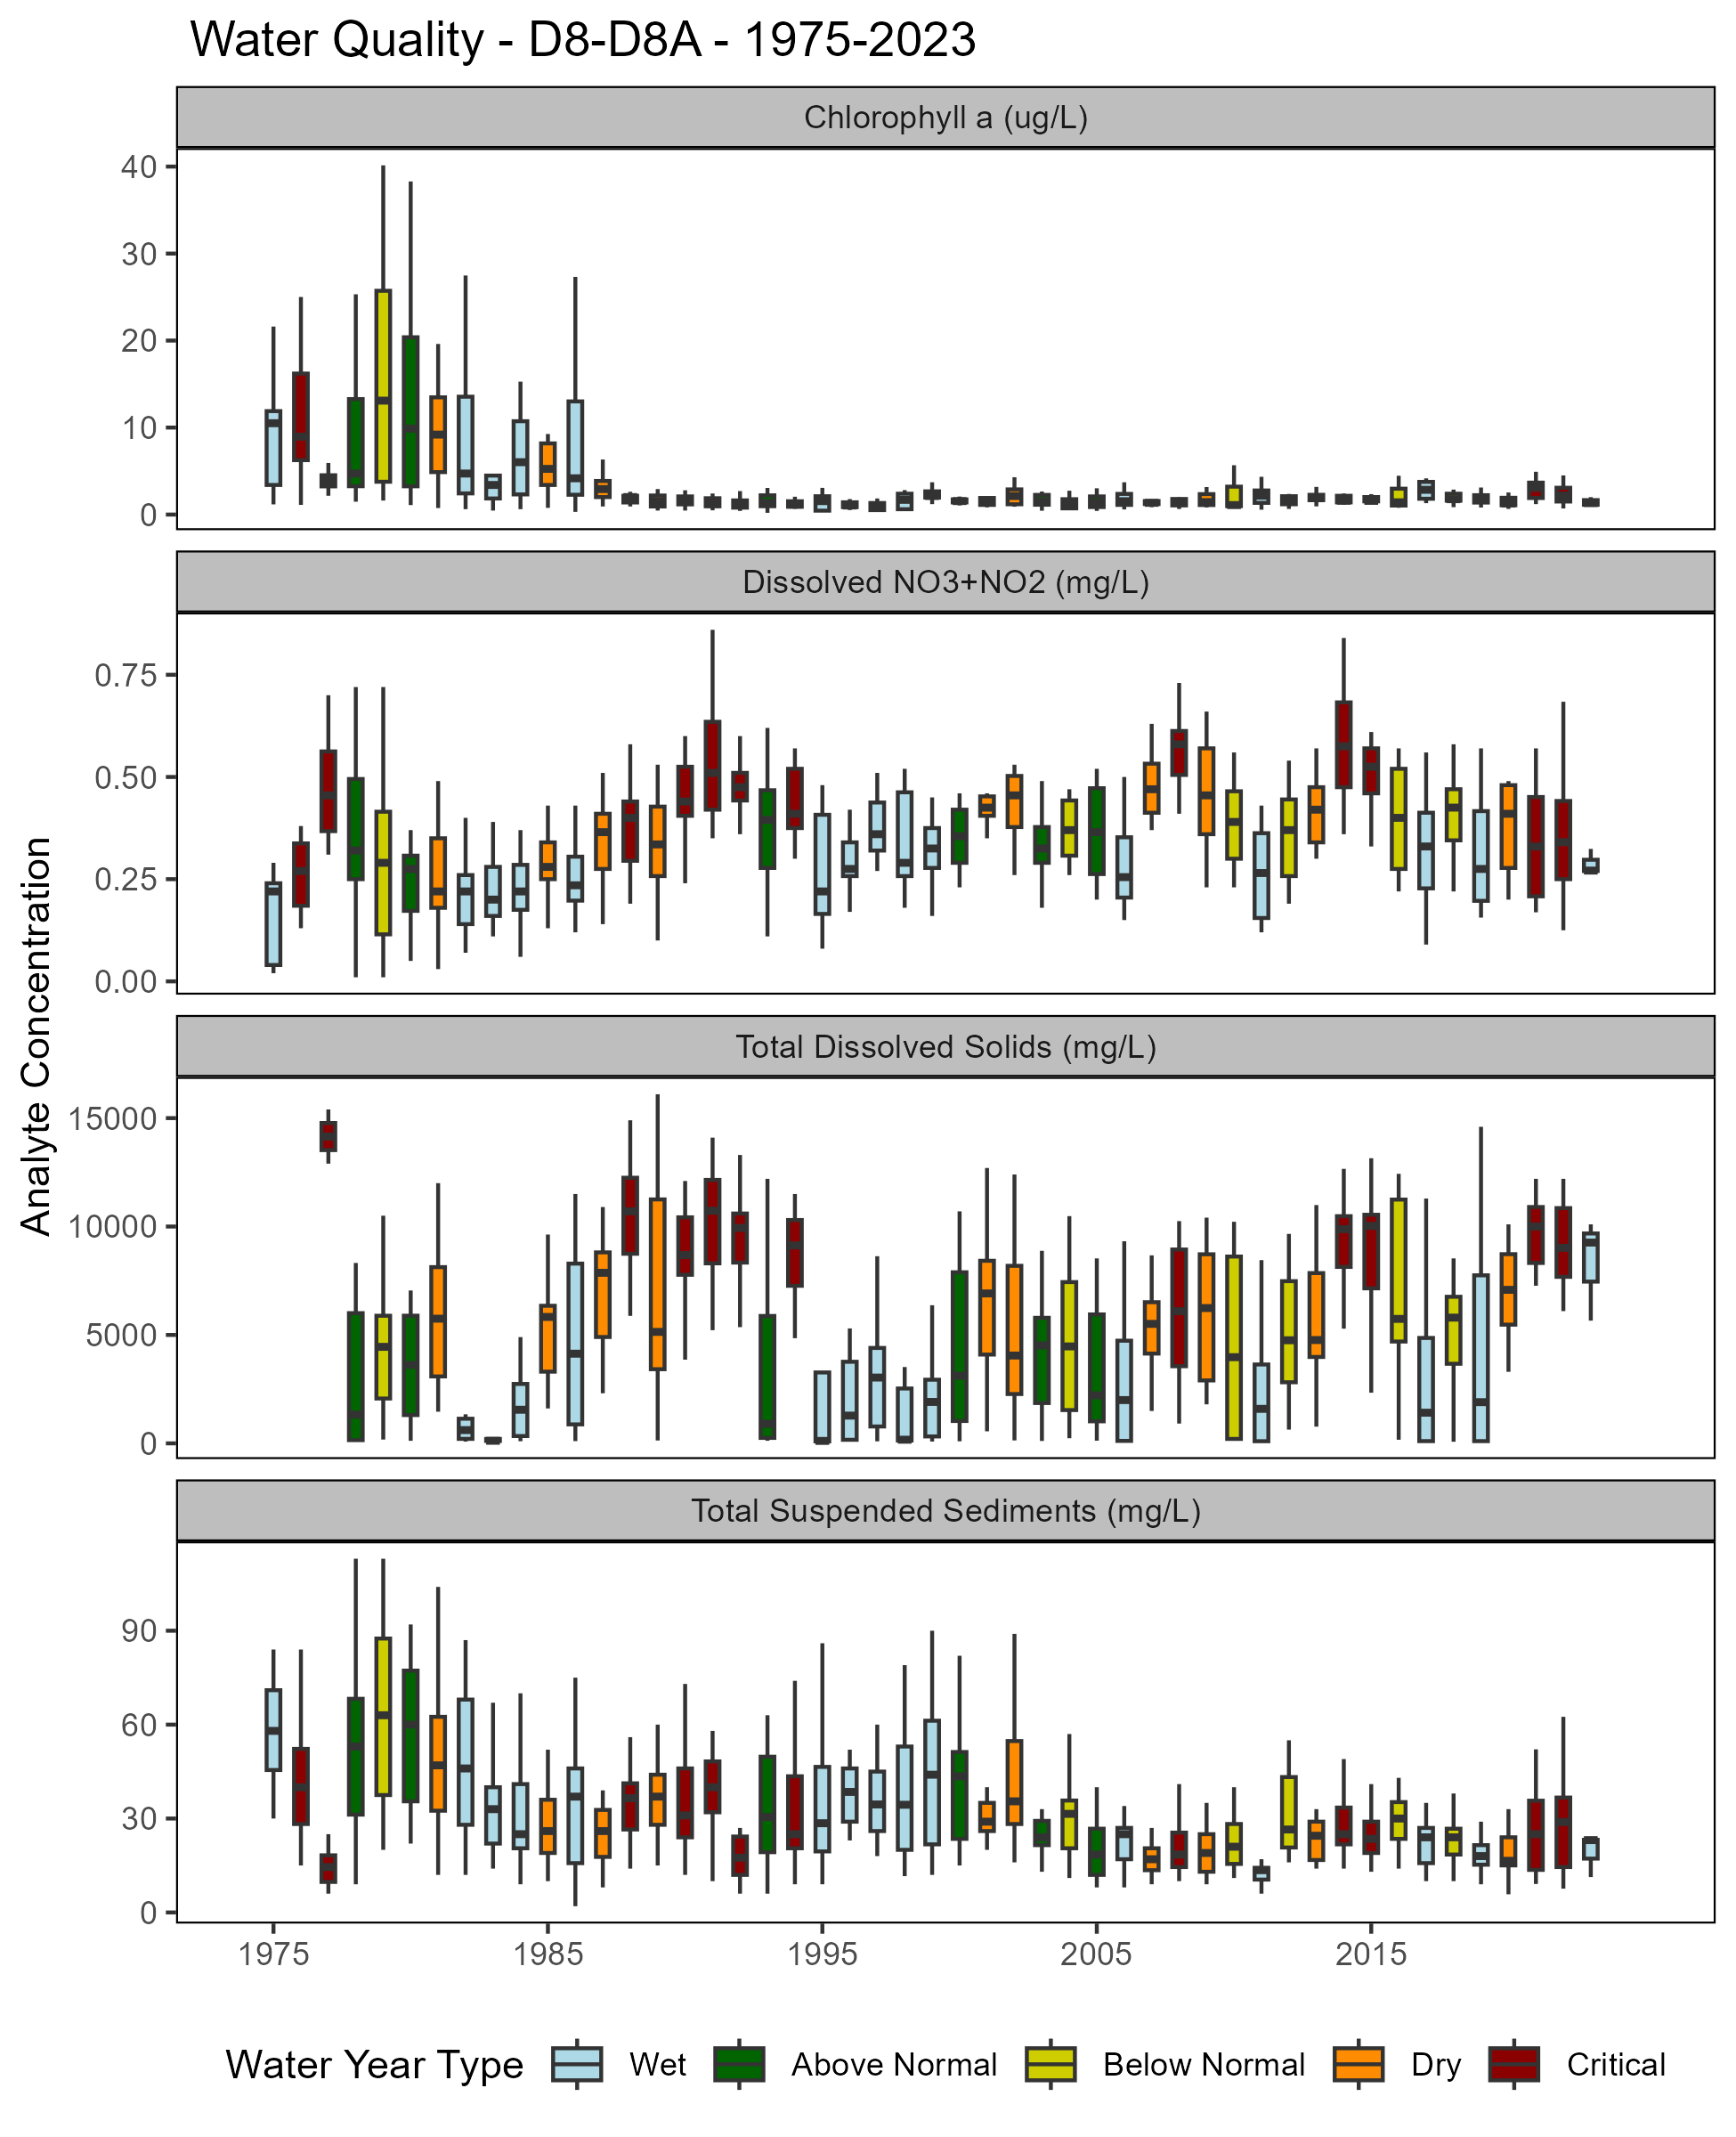 Water Quality - D8-D8A - 1975-2023
Chlorophyll a (ug/L)
40
30
20
10
0
Dissolved NO3+NO2 (mg/L)
0.75
0.50
0.25
0.00
Analyte Concentration
Total Dissolved Solids (mg/L)
15000
10000
5000
0
Total Suspended Sediments (mg/L)
90
60
30
0
1975 1985 1995 2005 2015
Water Year Type Wet Above Normal Below Normal Dry Critical